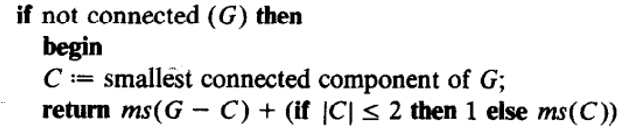 if not connected (G) then
begin
C := smallest connected component of G;
return ms(G − C) + (if |C| ≤ 2 then 1 else ms(C))